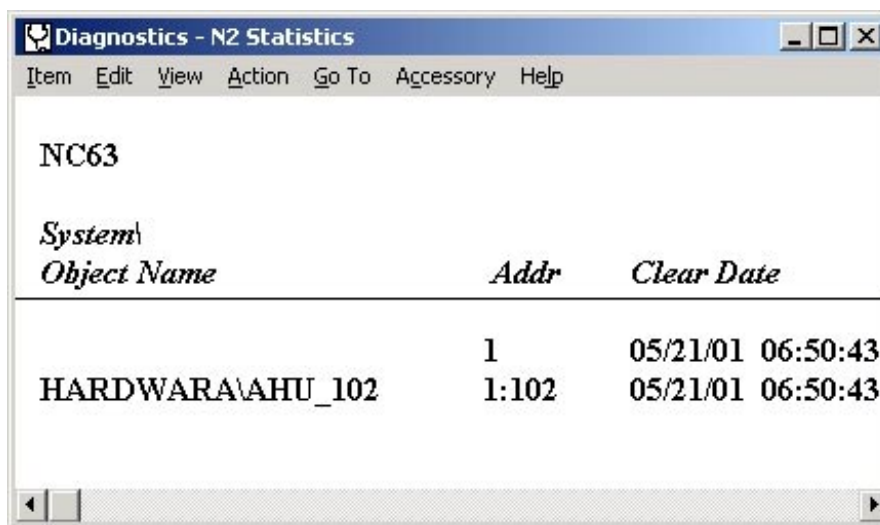 Diagnostics - N2 Statistics
Item Edit View Action Go To Accessory Help
NC63
System\
Object Name Addr Clear Date
1 05/21/01 06:50:43
HARDWARA\AHU_102 1:102 05/21/01 06:50:43